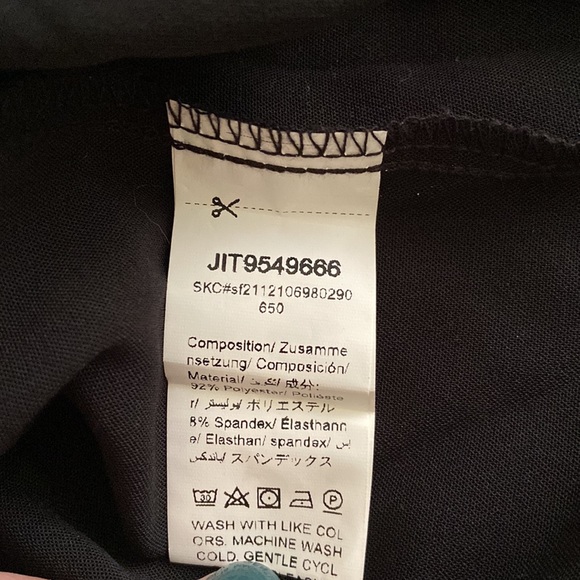 JIT9549666
SKC#sf2112106980290
650
Composition/ Zusamme
nsetzung/ Composición/
Material/ 成分:
92% Polyester/ Polieste
r/ بوليستر/ ポリエステル
8% Spandex/ Élasthann
e/ Elasthan/ spandex/
スパンデックス
30 P
WASH WITH LIKE COL
ORS. MACHINE WASH
COLD, GENTLE CYCL